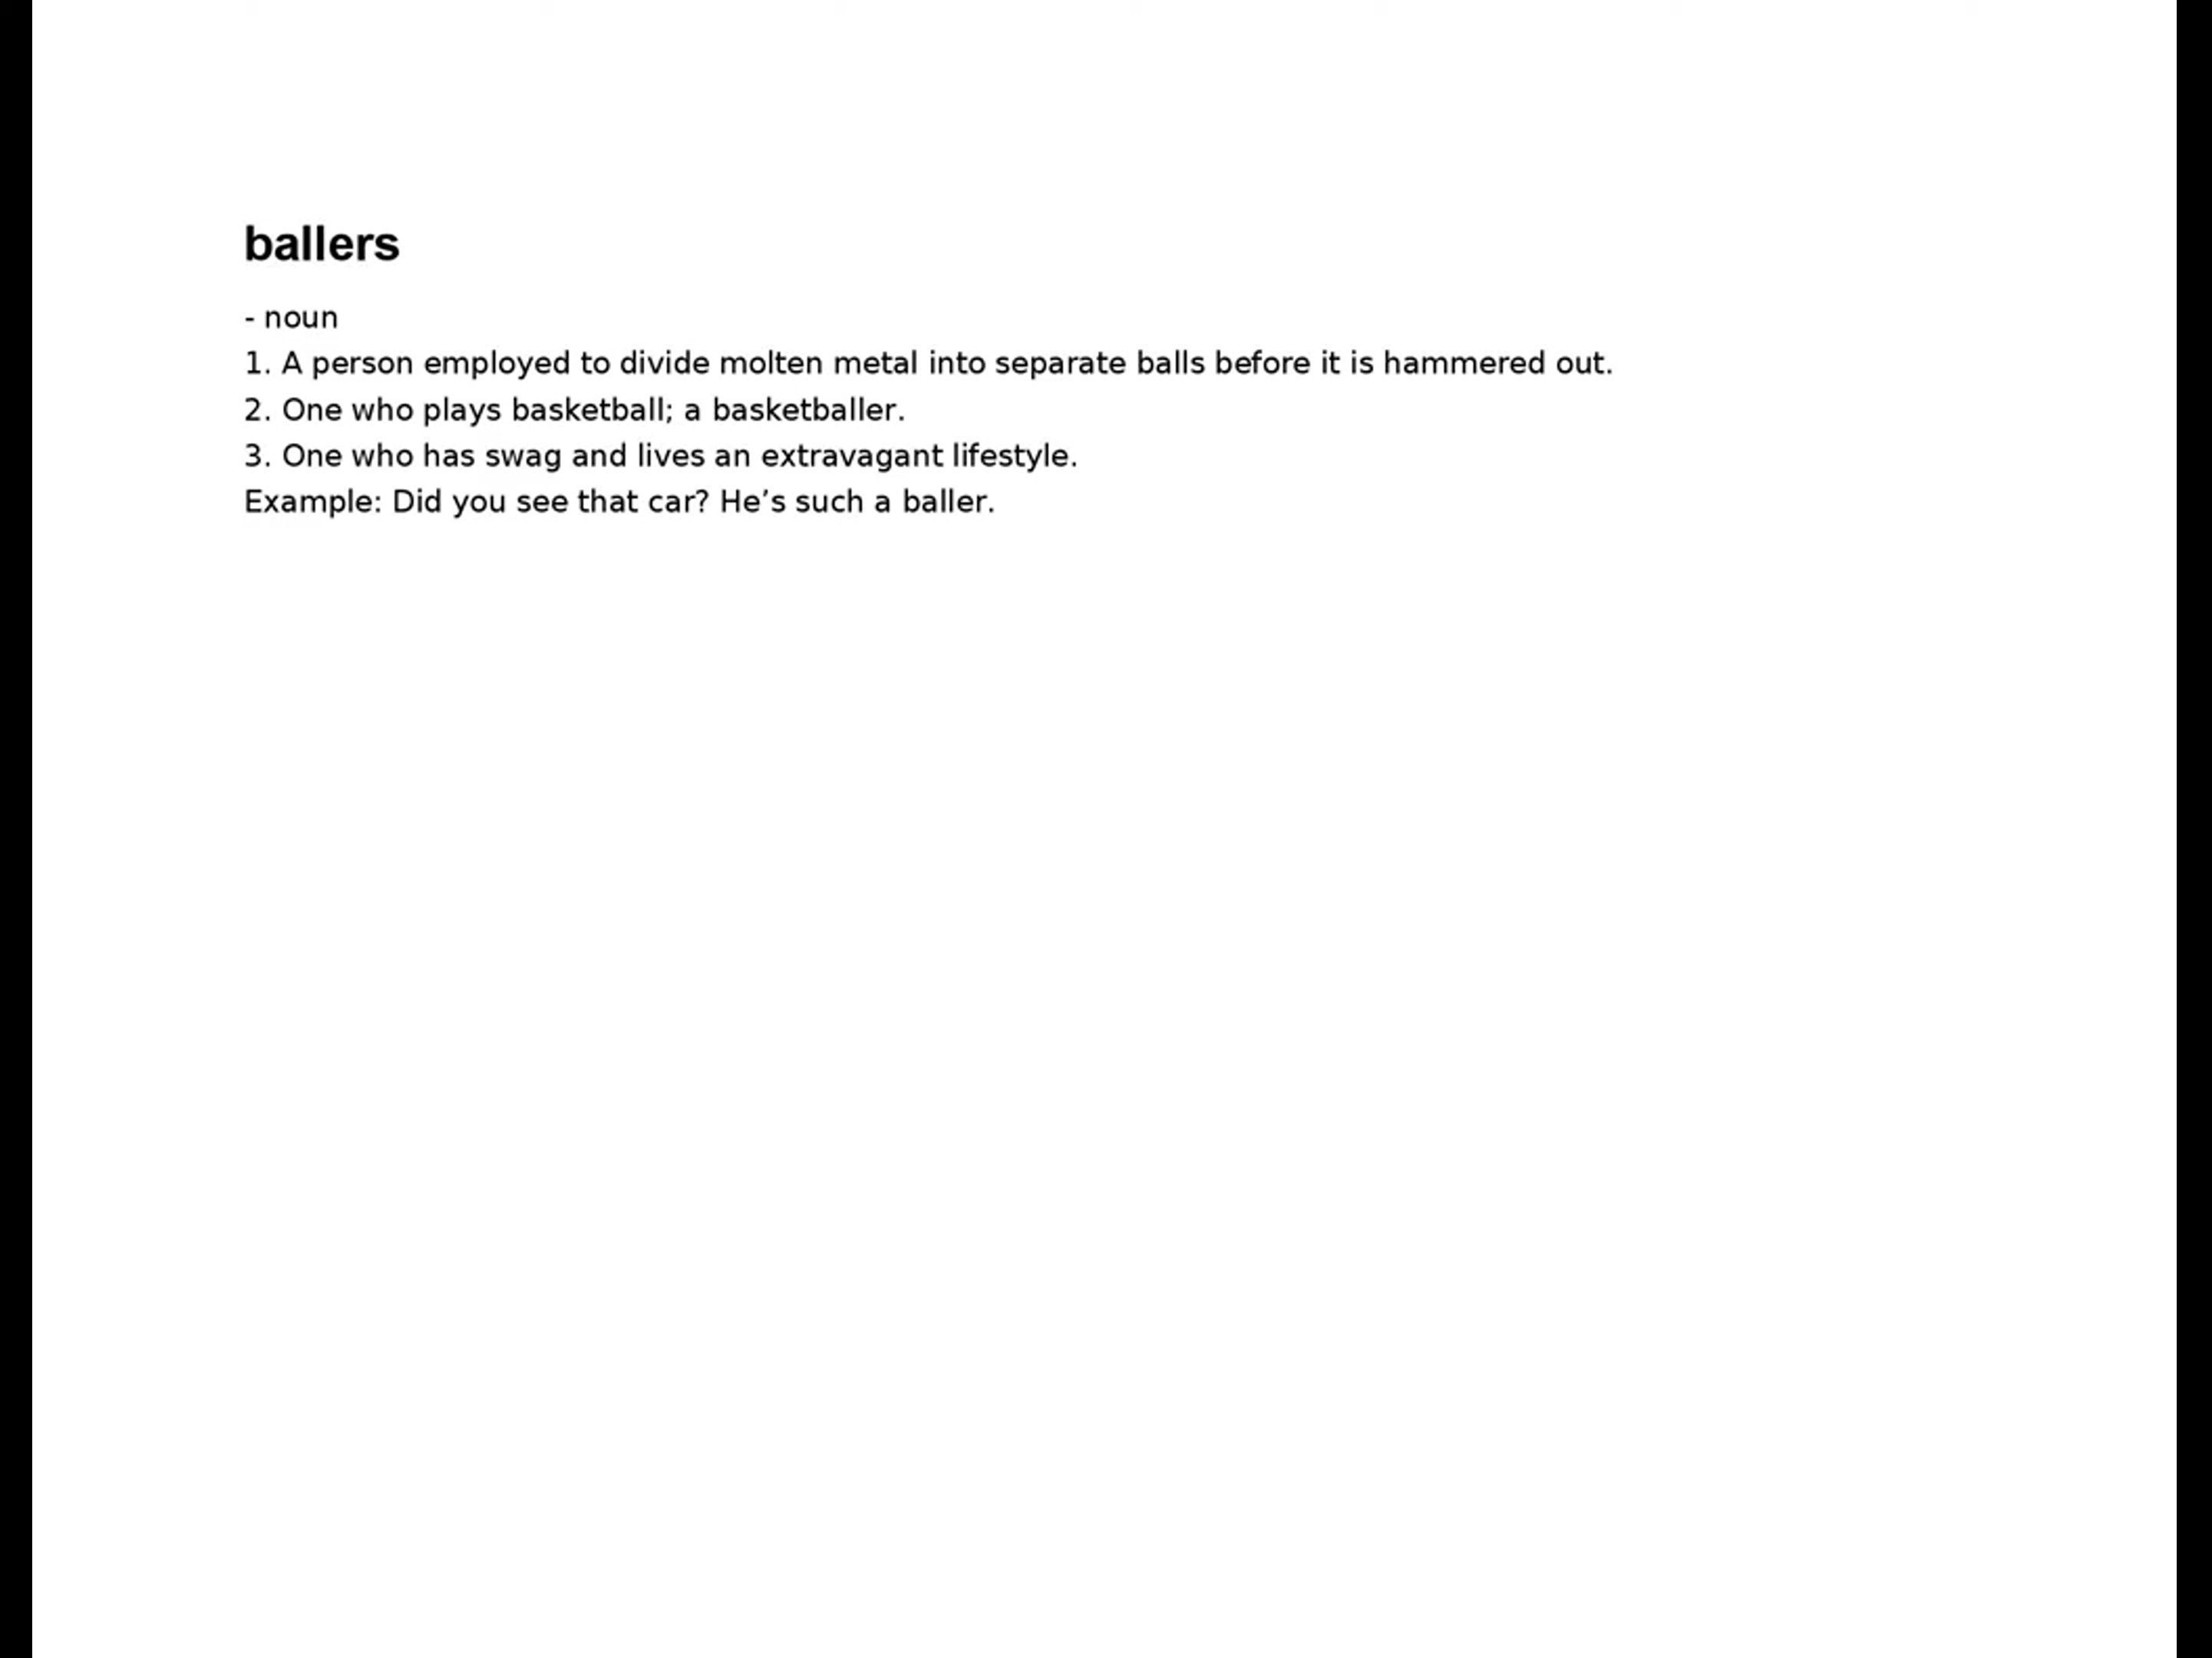 ballers
- noun
1. A person employed to divide molten metal into separate balls before it is hammered out.
2. One who plays basketball; a basketballer.
3. One who has swag and lives an extravagant lifestyle.
Example: Did you see that car? He’s such a baller.